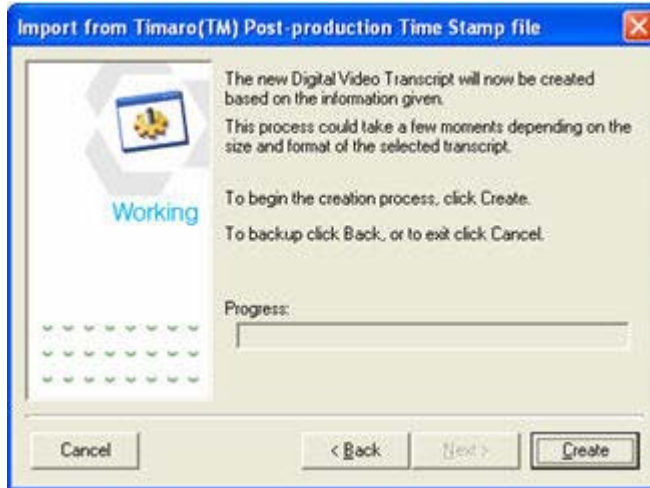 Import from Timaro(TM) Post-production Time Stamp file
The new Digital Video Transcript will now be created
based on the information given.
This process could take a few moments depending on the
size and format of the selected transcript.
Working
To begin the creation process, click Create.
To backup click Back, or to exit click Cancel.
Progress:
Cancel
< Back
Next >
Create